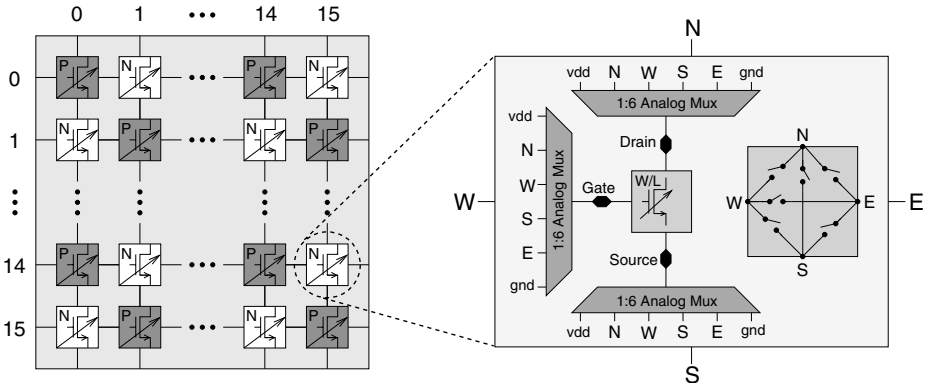 0 1 ••• 14 15
0 P N ••• P N
1 N P ••• N P
14 P N ••• P N
15 N P ••• N P
N
vdd N W S E gnd
1:6 Analog Mux
Drain
vdd
N
W
S
E
gnd
1:6 Analog Mux
Gate
W/L
Source
1:6 Analog Mux
vdd N W S E gnd
N
W E
S
W E
S